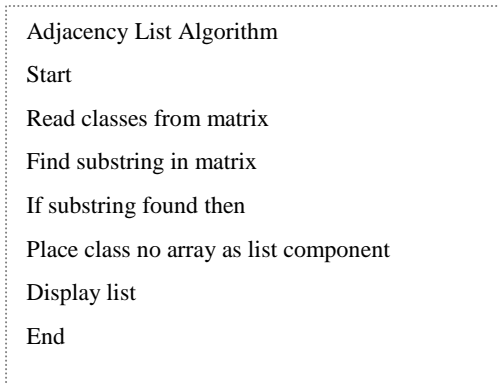 Adjacency List Algorithm
Start
Read classes from matrix
Find substring in matrix
If substring found then
Place class no array as list component
Display list
End